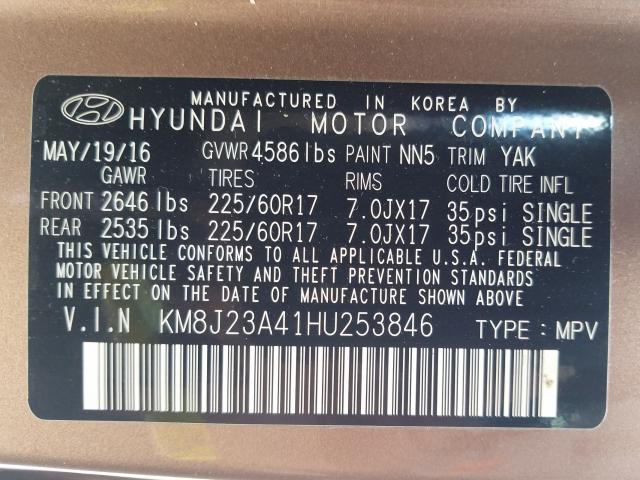 MANUFACTURED IN KOREA BY
HYUNDAI MOTOR COMPANY
MAY/19/16 GVWR 4586lbs PAINT NN5 TRIM YAK
GAWR TIRES RIMS COLD TIRE INFL
FRONT 2646 lbs 225/60R17 7.0JX17 35psi SINGLE
REAR 2535 lbs 225/60R17 7.0JX17 35psi SINGLE
THIS VEHICLE CONFORMS TO ALL APPLICABLE U.S.A. FEDERAL
MOTOR VEHICLE SAFETY AND THEFT PREVENTION STANDARDS
IN EFFECT ON THE DATE OF MANUFACTURE SHOWN ABOVE
V.I.N KM8J23A41HU253846 TYPE: MPV